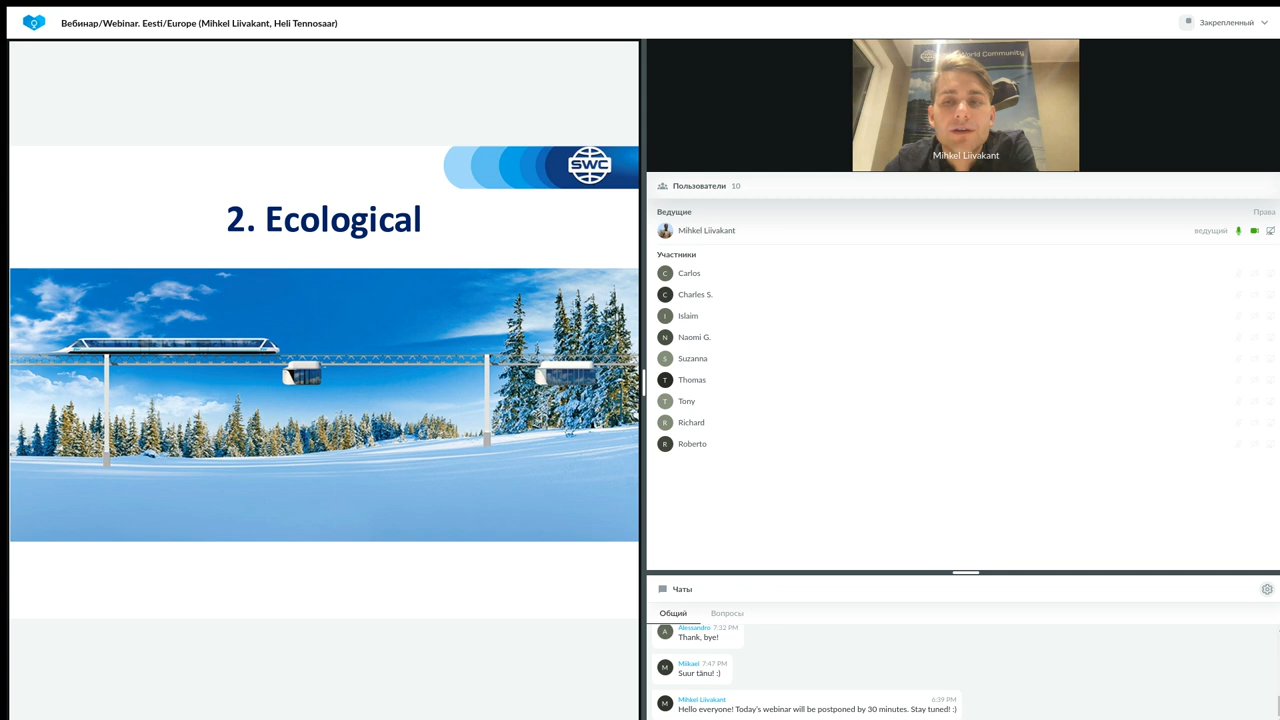 Вебинар/Webinar. Eesti/Europe (Mihkel Liivakant, Heli Tennosaar)
Закрепленный
SWC
2. Ecological
World Community
Mihkel Liivakant
Пользователи 10
Ведущие
Права
Mihkel Liivakant
ведущий
Участники
C Carlos
C Charles S.
I Islaim
N Naomi G.
S Suzanna
T Thomas
T Tony
R Richard
R Roberto
Чаты
Общий Вопросы
A Alessandro 7:32 PM
Thank, bye!
M Miikael 7:47 PM
Suur tänu! :)
M Mihkel Liivakant 6:39 PM
Hello everyone! Today's webinar will be postponed by 30 minutes. Stay tuned! :)